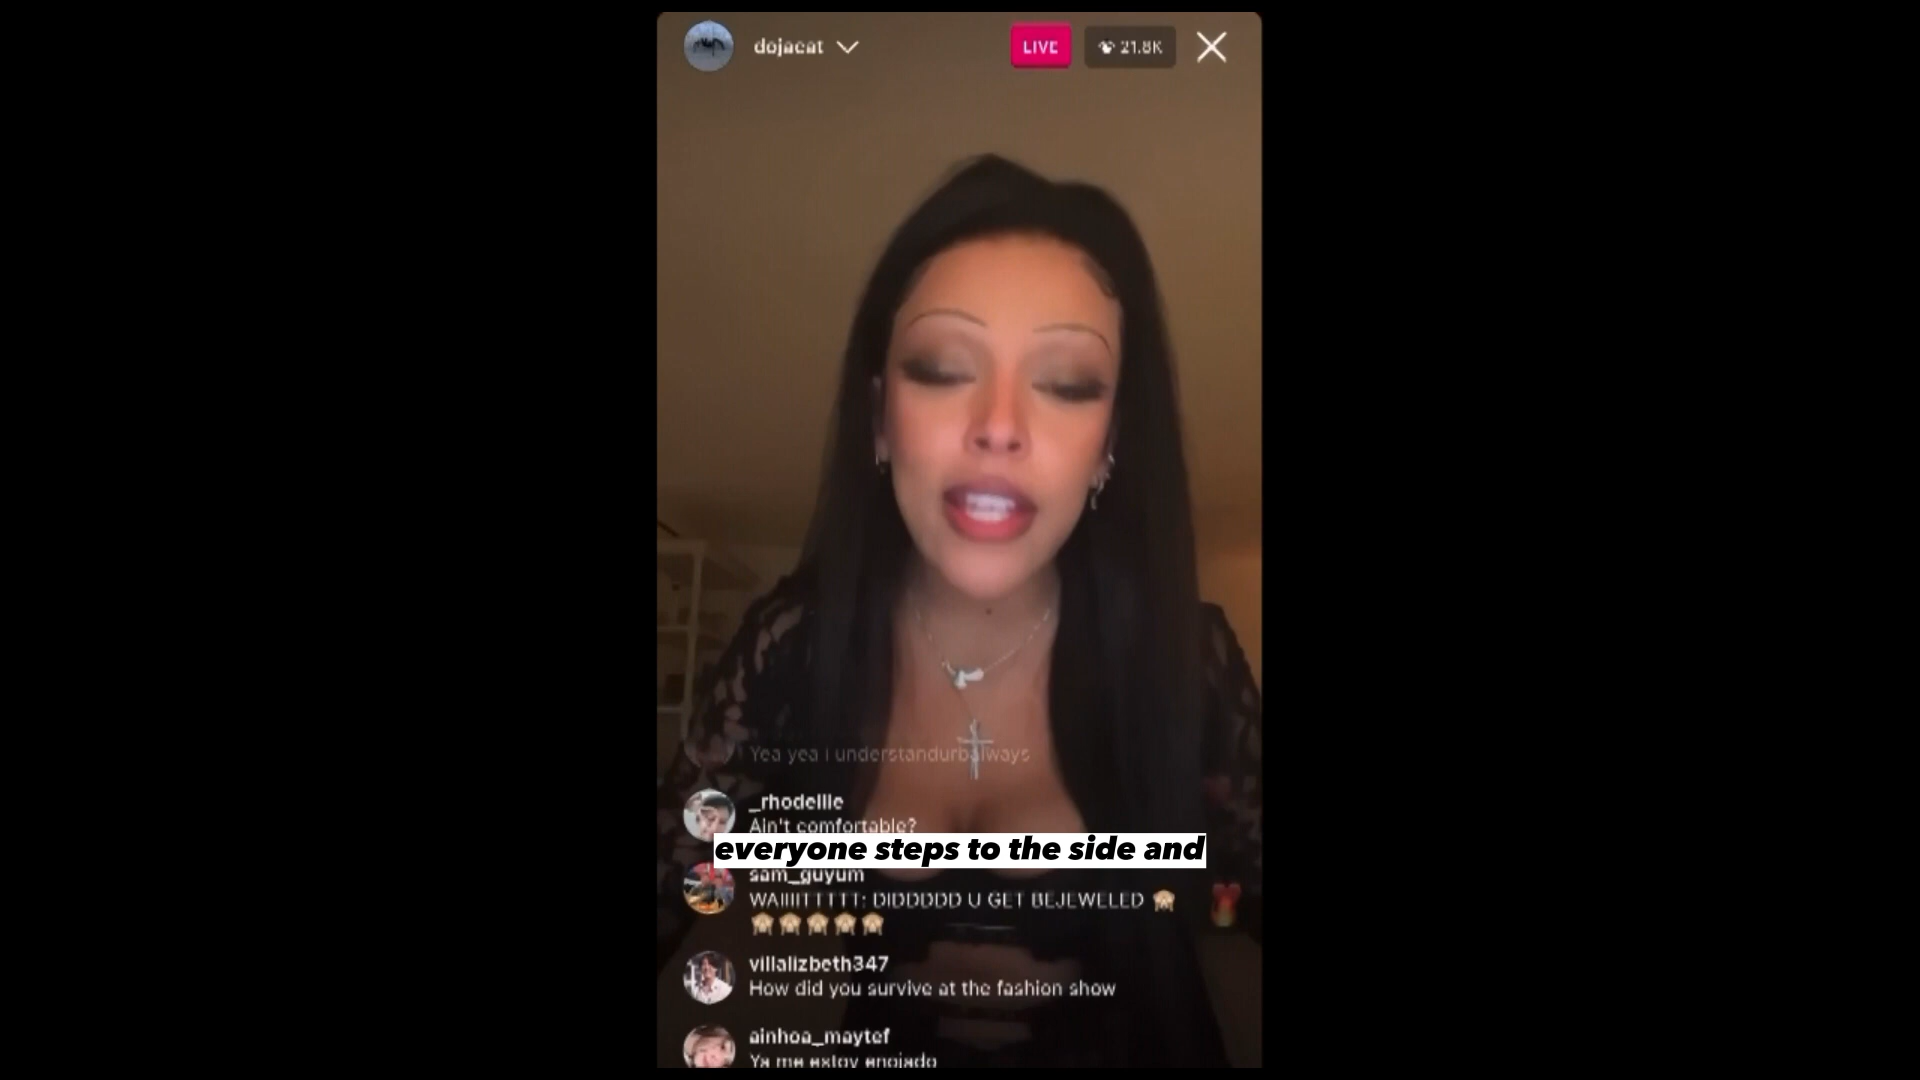 dojacat
LIVE
21.8K
Yea yea i understandurbalways
_rhodellie
Ain't comfortable?
everyone steps to the side and
sam_guyum
WAIIIITTTTT: DIDDDDD U GET BEJEWELED 🙈
🙈🙈🙈🙈🙈
villalizbeth347
How did you survive at the fashion show
ainhoa_maytef
Ya me estoy enojado